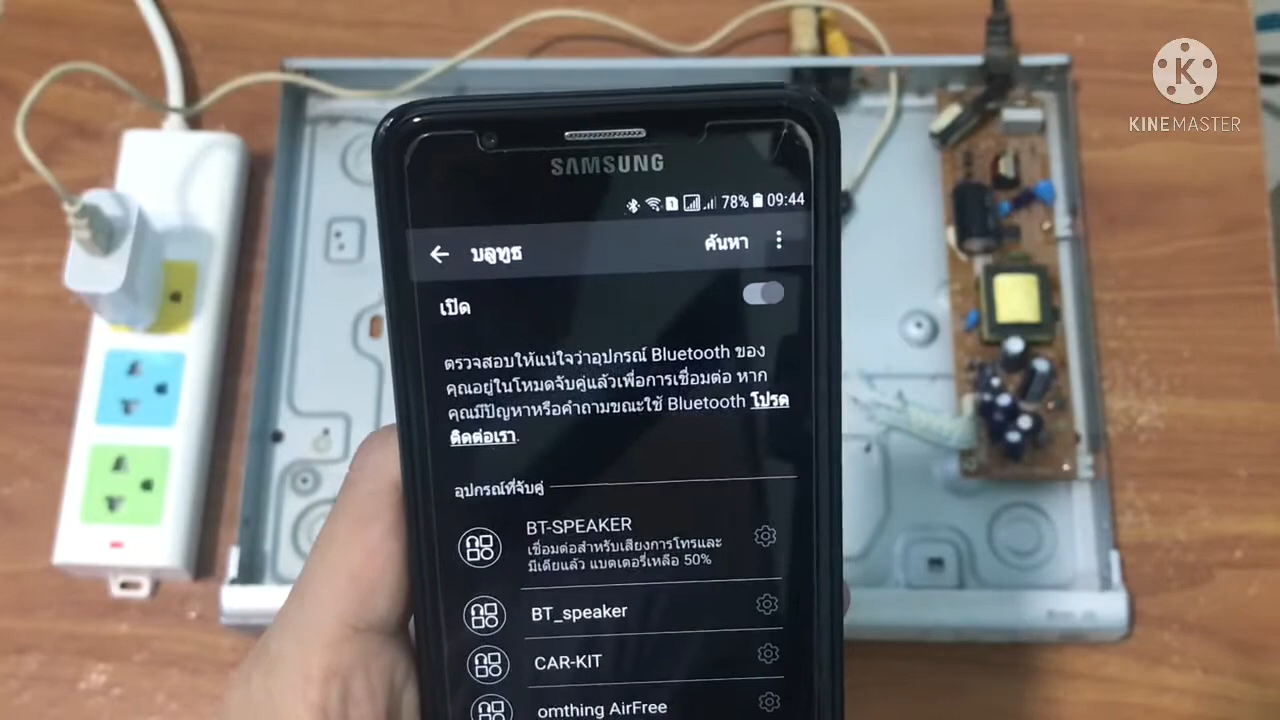 K
KINEMASTER
SAMSUNG
1 78% 09:44
บลูทูธ ค้นหา
เปิด
ตรวจสอบให้แน่ใจว่าอุปกรณ์ Bluetooth ของ
คุณอยู่ในโหมดจับคู่แล้วเพื่อการเชื่อมต่อ หาก
คุณมีปัญหาหรือคำถามขณะใช้ Bluetooth โปรด
ติดต่อเรา.
อุปกรณ์ที่จับคู่
BT-SPEAKER
เชื่อมต่อสำหรับเสียงการโทรและ
มีเดียแล้ว แบตเตอรี่เหลือ 50%
BT_speaker
CAR-KIT
omthing AirFree